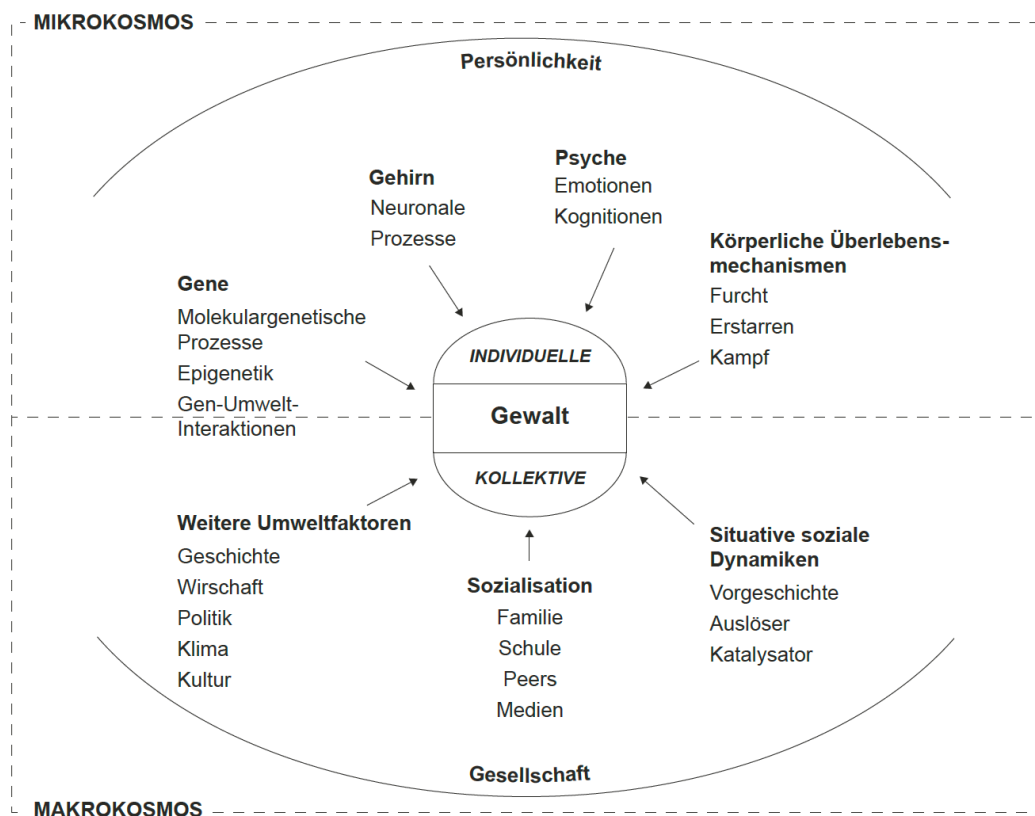 MIKROKOSMOS
Persönlichkeit
Psyche
Emotionen
Kognitionen
Gehirn
Neuronale
Prozesse
Körperliche Überlebens-
mechanismen
Furcht
Erstarren
Kampf
Gene
Molekulargenetische
Prozesse
Epigenetik
Gen-Umwelt-
Interaktionen
INDIVIDUELLE
Gewalt
KOLLEKTIVE
Weitere Umweltfaktoren
Geschichte
Wirschaft
Politik
Klima
Kultur
Sozialisation
Familie
Schule
Peers
Medien
Situative soziale
Dynamiken
Vorgeschichte
Auslöser
Katalysator
Gesellschaft
MAKROKOSMOS